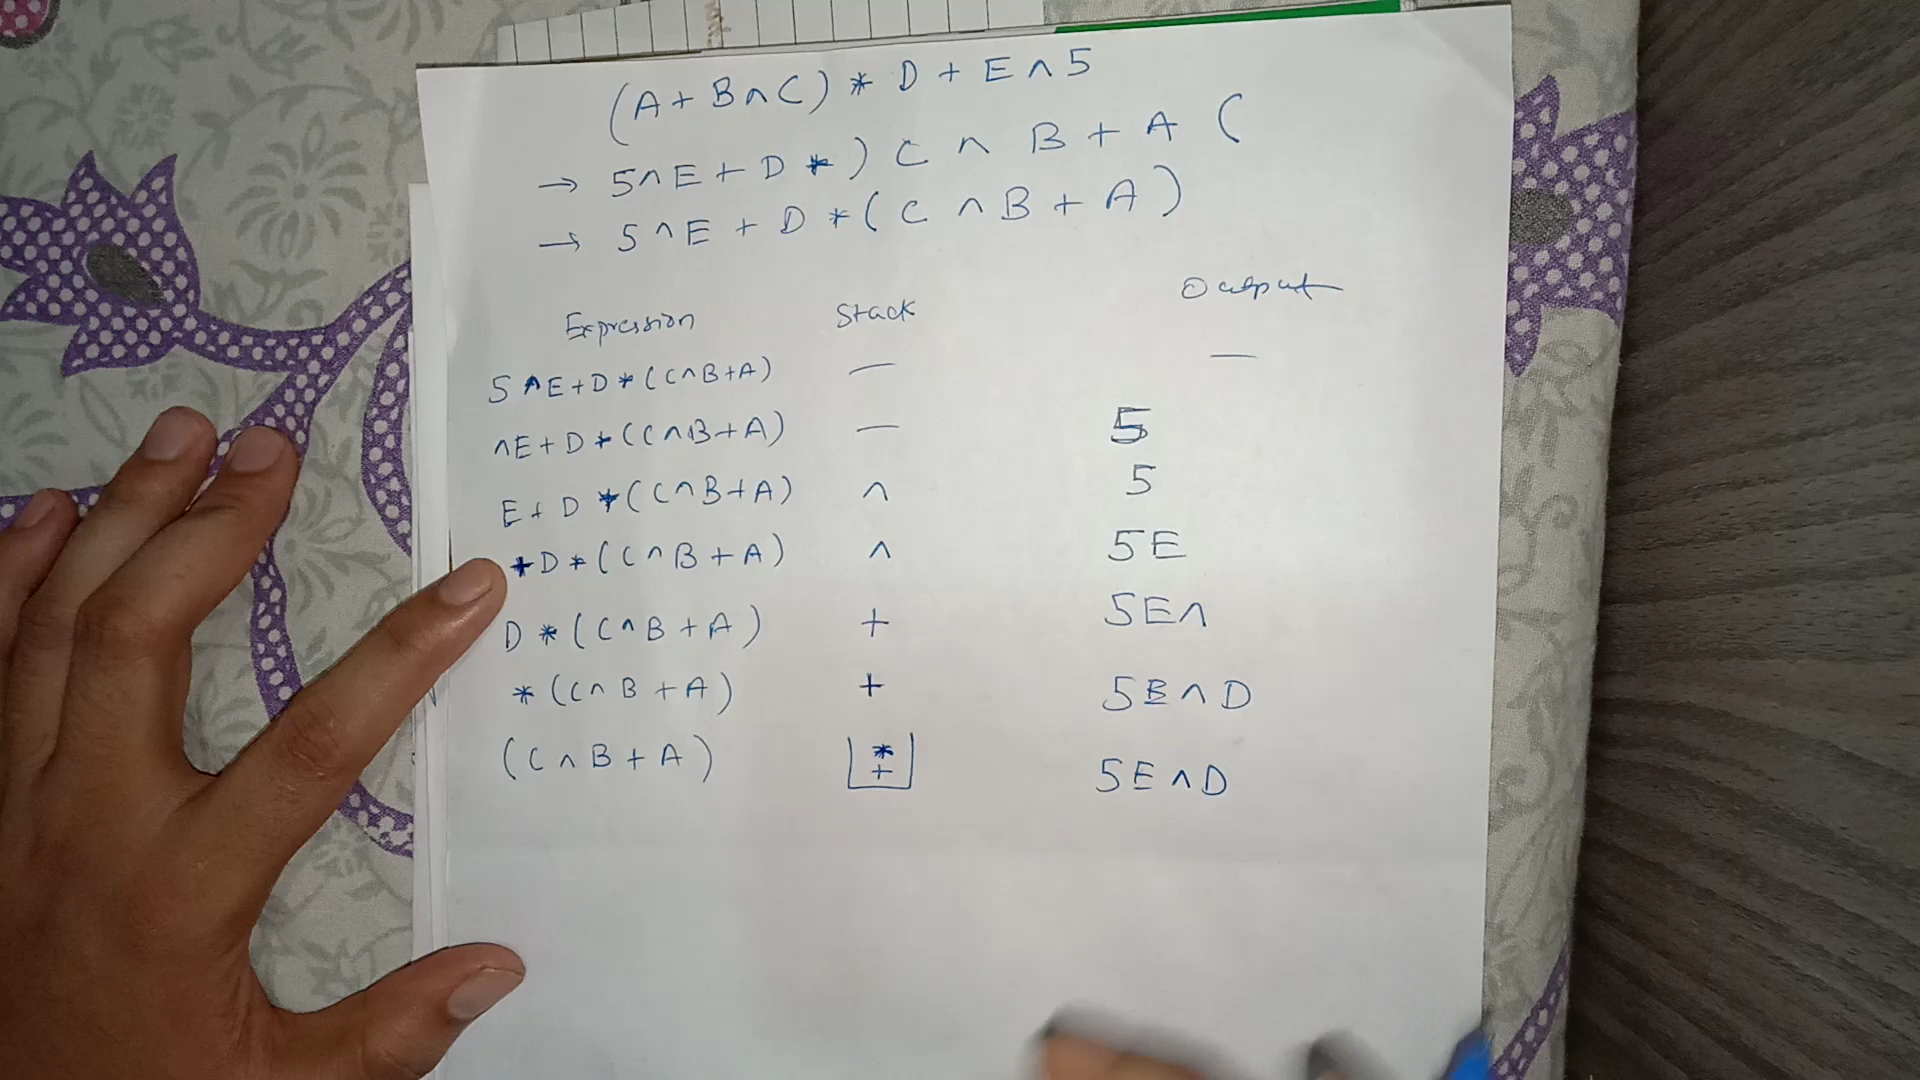 (A + B ^ C) * D + E ^ 5
→ 5 ^ E + D * ) C ^ B + A (
→ 5 ^ E + D * ( C ^ B + A )
Expression Stack Output
5 ^ E + D * ( C ^ B + A ) — —
^ E + D * ( C ^ B + A ) — 5
E + D * ( C ^ B + A ) ^ 5
+ D * ( C ^ B + A ) ^ 5E
D * ( C ^ B + A ) + 5E^
* ( C ^ B + A ) + 5E^D
( C ^ B + A ) * + 5E^D